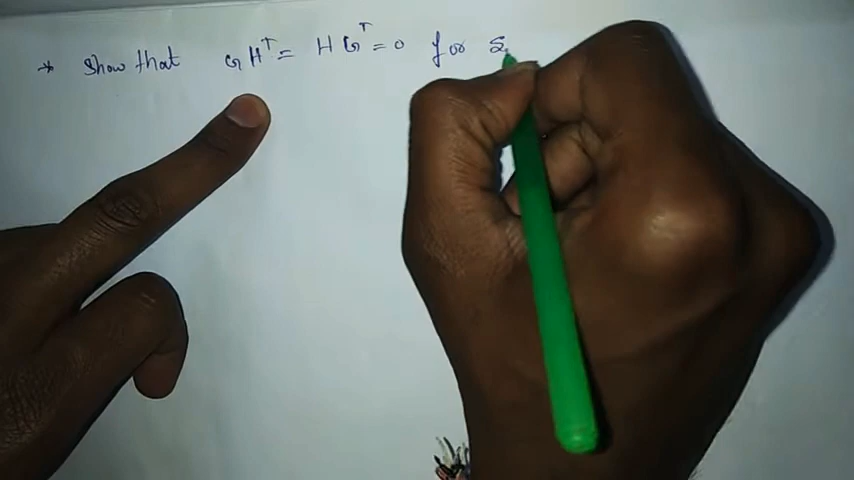 * Show that GHᵀ = HGᵀ = 0 for S